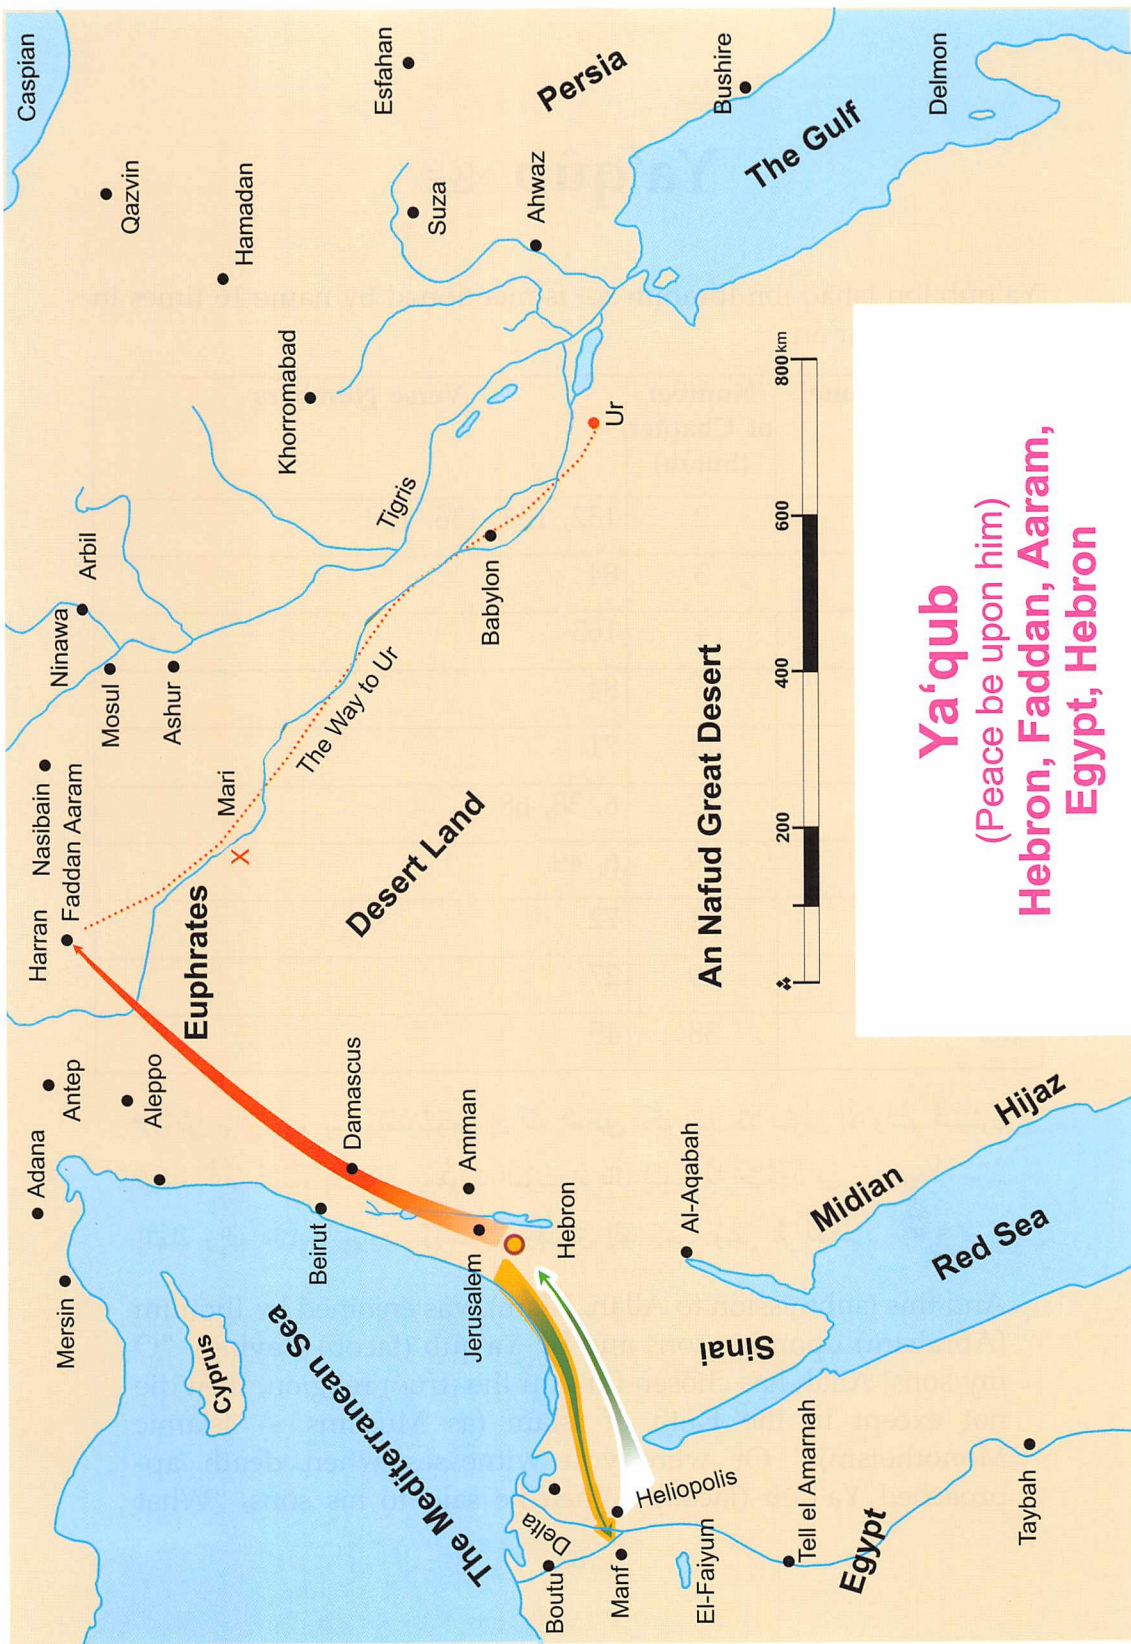 Caspian
Adana
Mersin
Antep
Aleppo
Harran
Faddan Aaram
Nasibain
Ninawa
Mosul
Arbil
Ashur
Qazvin
Hamadan
Khorromabad
Esfahan
Suza
Ahwaz
Persia
Bushire
The Gulf
Delmon
Cyprus
The Mediterranean Sea
Beirut
Damascus
Euphrates
Mari
The Way to Ur
Tigris
Babylon
Ur
Desert Land
Jerusalem
Amman
Hebron
An Nafud Great Desert
200
400
600
800km
Al-Aqabah
Sinai
Midian
Hijaz
Red Sea
Delta
Boutu
Manf
Heliopolis
El-Faiyum
Tell el Amarnah
Egypt
Taybah
Ya‘qub
(Peace be upon him)
Hebron, Faddan, Aaram,
Egypt, Hebron